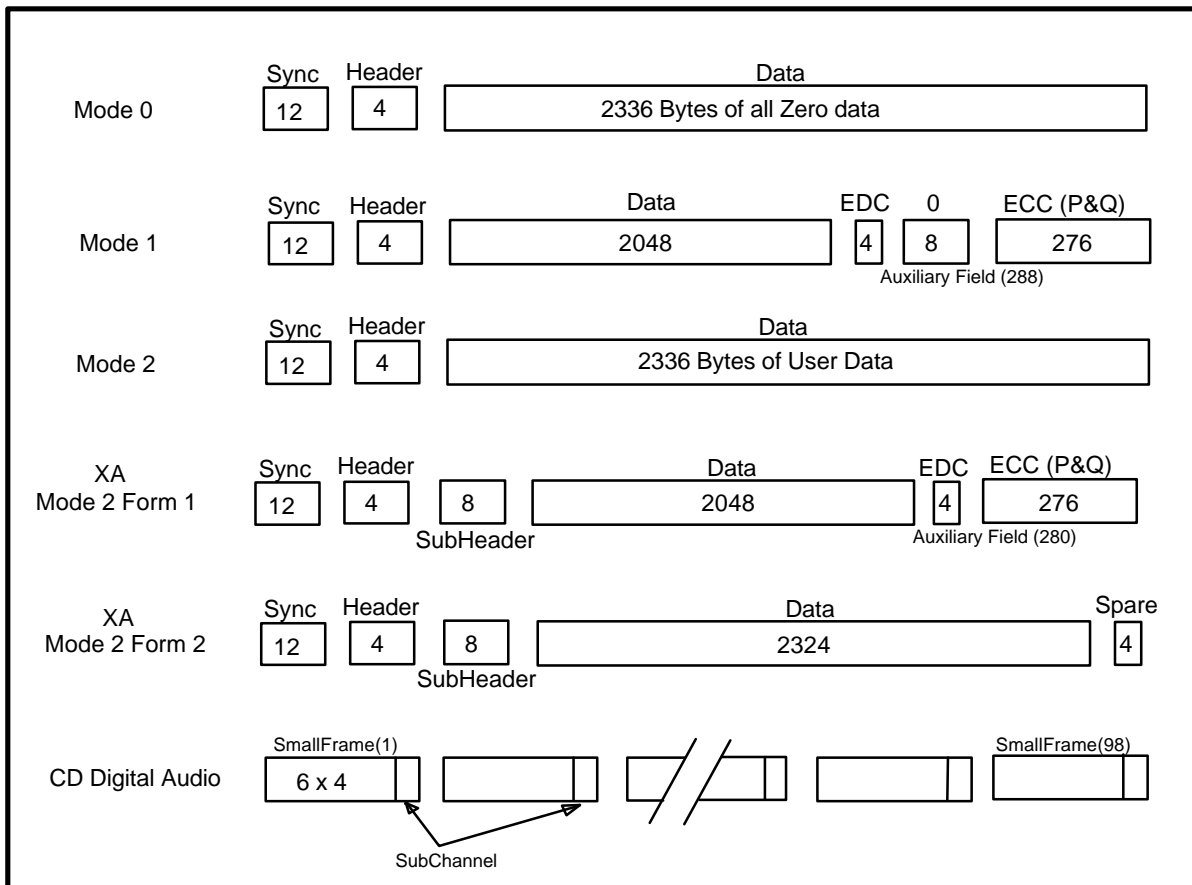 Sync Header Data
Mode 0 12 4 2336 Bytes of all Zero data
Sync Header Data EDC 0 ECC (P&Q)
Mode 1 12 4 2048 4 8 276
Auxiliary Field (288)
Sync Header Data
Mode 2 12 4 2336 Bytes of User Data
XA Sync Header Data EDC ECC (P&Q)
Mode 2 Form 1 12 4 8 2048 4 276
SubHeader Auxiliary Field (280)
XA Sync Header Data Spare
Mode 2 Form 2 12 4 8 2324 4
SubHeader
SmallFrame(1) SmallFrame(98)
CD Digital Audio 6 x 4
SubChannel